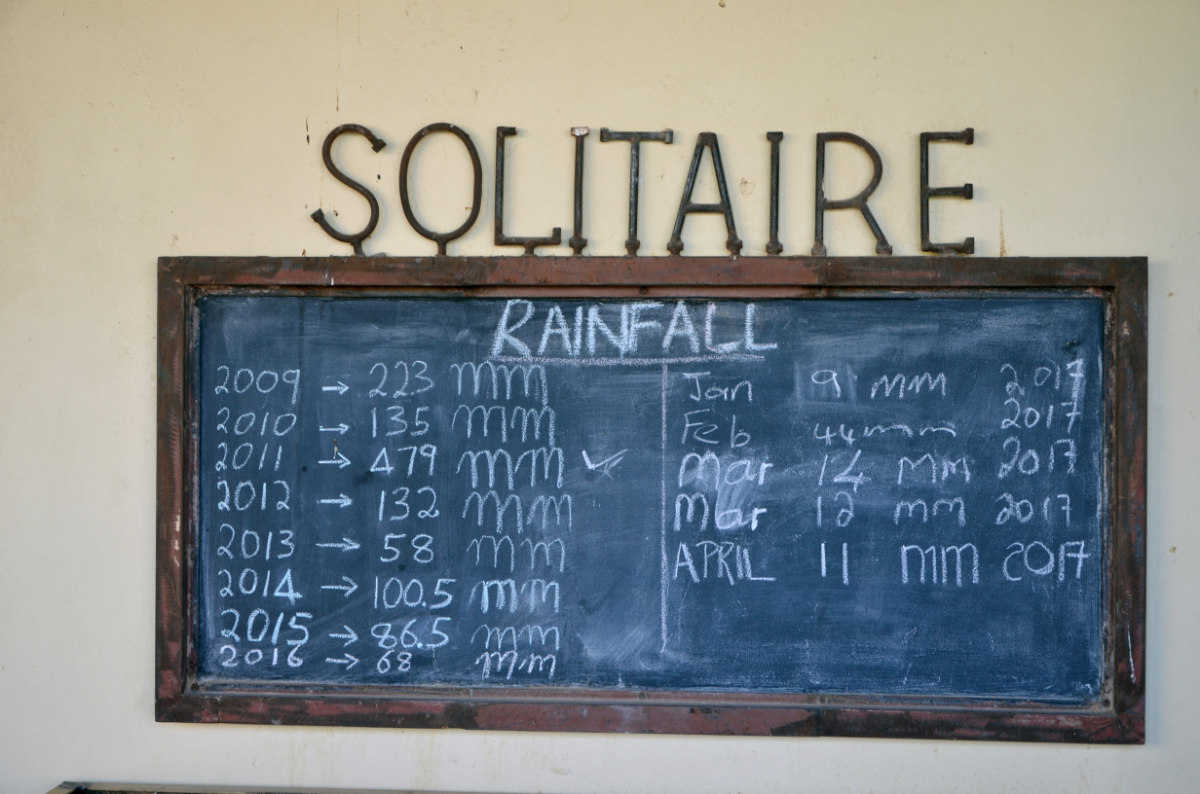 SOLITAIRE
RAINFALL
2009 → 223 mm
2010 → 135 mm
2011 → 479 mm ✓
2012 → 132 mm
2013 → 58 mm
2014 → 100.5 mm
2015 → 86.5 mm
2016 → 68 mm
Jan 9 mm 2017
Feb 44 mm 2017
Mar 14 mm 2017
Mar 12 mm 2017
APRIL 11 mm 2017